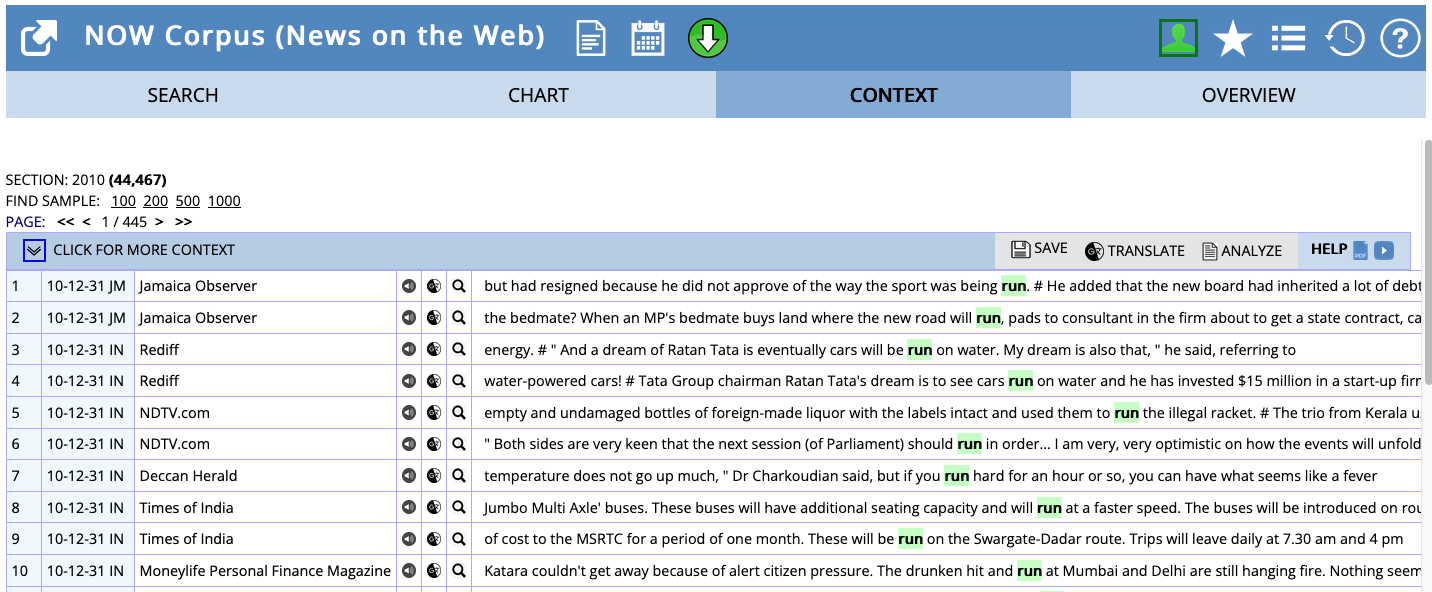 NOW Corpus (News on the Web)
SEARCH CHART CONTEXT OVERVIEW
SECTION: 2010 (44,467)
FIND SAMPLE: 100 200 500 1000
PAGE: << < 1 / 445 > >>
CLICK FOR MORE CONTEXT SAVE TRANSLATE ANALYZE HELP
1 10-12-31 JM Jamaica Observer but had resigned because he did not approve of the way the sport was being run. # He added that the new board had inherited a lot of debt
2 10-12-31 JM Jamaica Observer the bedmate? When an MP's bedmate buys land where the new road will run, pads to consultant in the firm about to get a state contract, ca
3 10-12-31 IN Rediff energy. # " And a dream of Ratan Tata is eventually cars will be run on water. My dream is also that, " he said, referring to
4 10-12-31 IN Rediff water-powered cars! # Tata Group chairman Ratan Tata's dream is to see cars run on water and he has invested $15 million in a start-up firm
5 10-12-31 IN NDTV.com empty and undamaged bottles of foreign-made liquor with the labels intact and used them to run the illegal racket. # The trio from Kerala u
6 10-12-31 IN NDTV.com " Both sides are very keen that the next session (of Parliament) should run in order... I am very, very optimistic on how the events will unfold
7 10-12-31 IN Deccan Herald temperature does not go up much, " Dr Charkoudian said, but if you run hard for an hour or so, you can have what seems like a fever
8 10-12-31 IN Times of India Jumbo Multi Axle' buses. These buses will have additional seating capacity and will run at a faster speed. The buses will be introduced on rou
9 10-12-31 IN Times of India of cost to the MSRTC for a period of one month. These will be run on the Swargate-Dadar route. Trips will leave daily at 7.30 am and 4 pm
10 10-12-31 IN Moneylife Personal Finance Magazine Katara couldn't get away because of alert citizen pressure. The drunken hit and run at Mumbai and Delhi are still hanging fire. Nothing seem